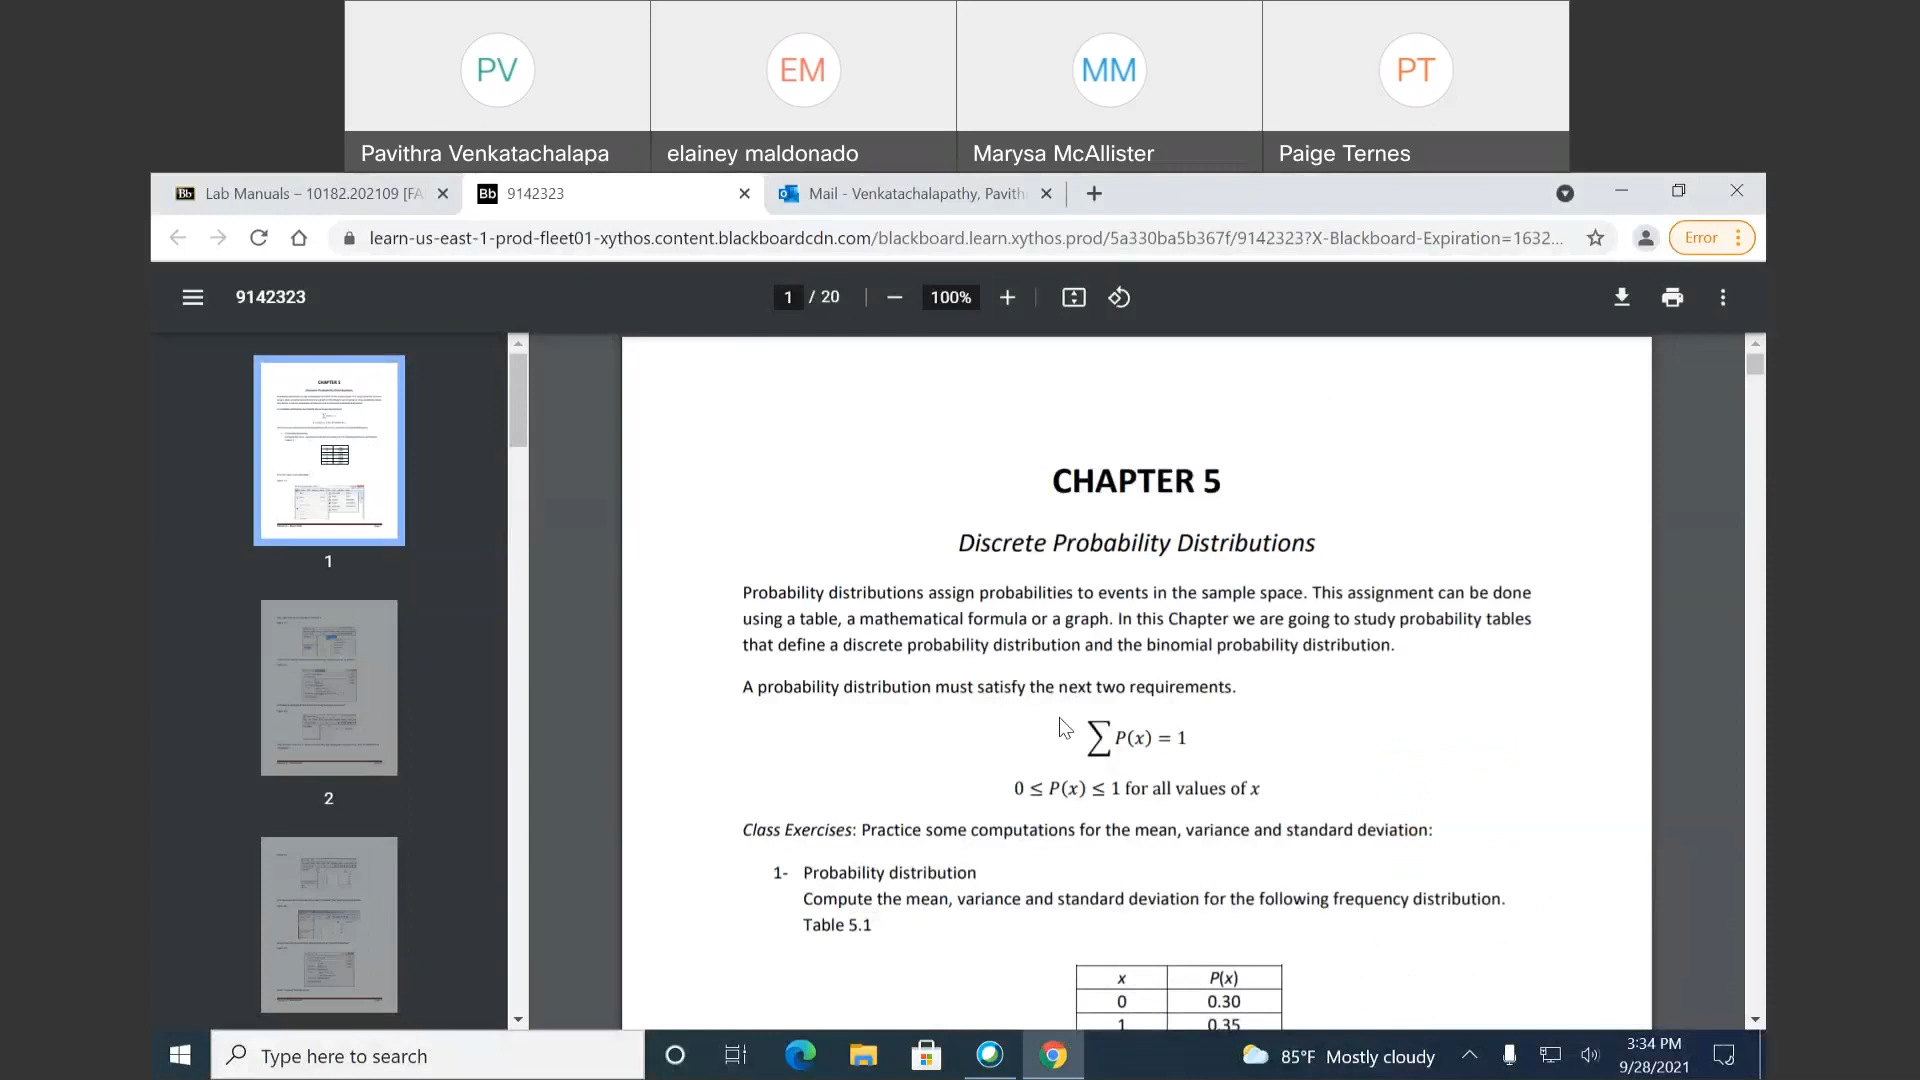 PV
EM
MM
PT
Pavithra Venkatachalapa
elainey maldonado
Marysa McAllister
Paige Ternes
Bb Lab Manuals – 10182.202109 [FA
Bb 9142323
Mail - Venkatachalapathy, Pavith
learn-us-east-1-prod-fleet01-xythos.content.blackboardcdn.com/blackboard.learn.xythos.prod/5a330ba5b367f/9142323?X-Blackboard-Expiration=1632...
Error
9142323
1 / 20
100%
1
2
CHAPTER 5
Discrete Probability Distributions
Probability distributions assign probabilities to events in the sample space. This assignment can be done
using a table, a mathematical formula or a graph. In this Chapter we are going to study probability tables
that define a discrete probability distribution and the binomial probability distribution.
A probability distribution must satisfy the next two requirements.
∑ P(x) = 1
0 ≤ P(x) ≤ 1 for all values of x
Class Exercises: Practice some computations for the mean, variance and standard deviation:
1- Probability distribution
Compute the mean, variance and standard deviation for the following frequency distribution.
Table 5.1
x P(x)
0 0.30
1 0.35
Type here to search
85°F Mostly cloudy
3:34 PM
9/28/2021